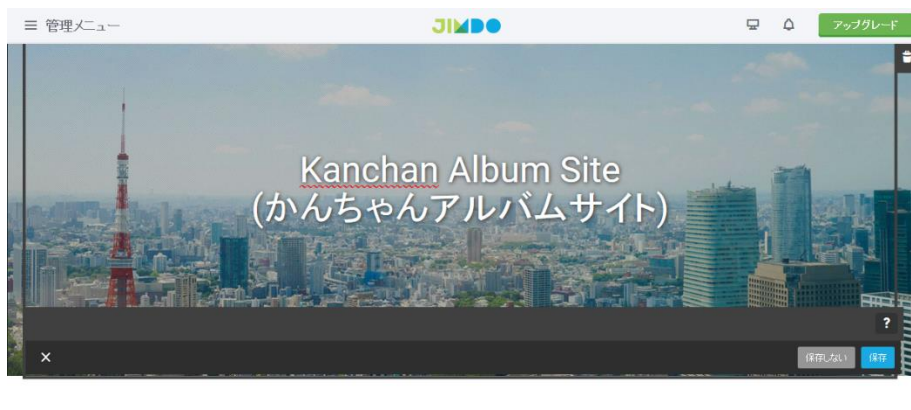 管理メニュー
JIMDO
アップグレード
Kanchan Album Site
(かんちゃんアルバムサイト)
?
保存しない
保存